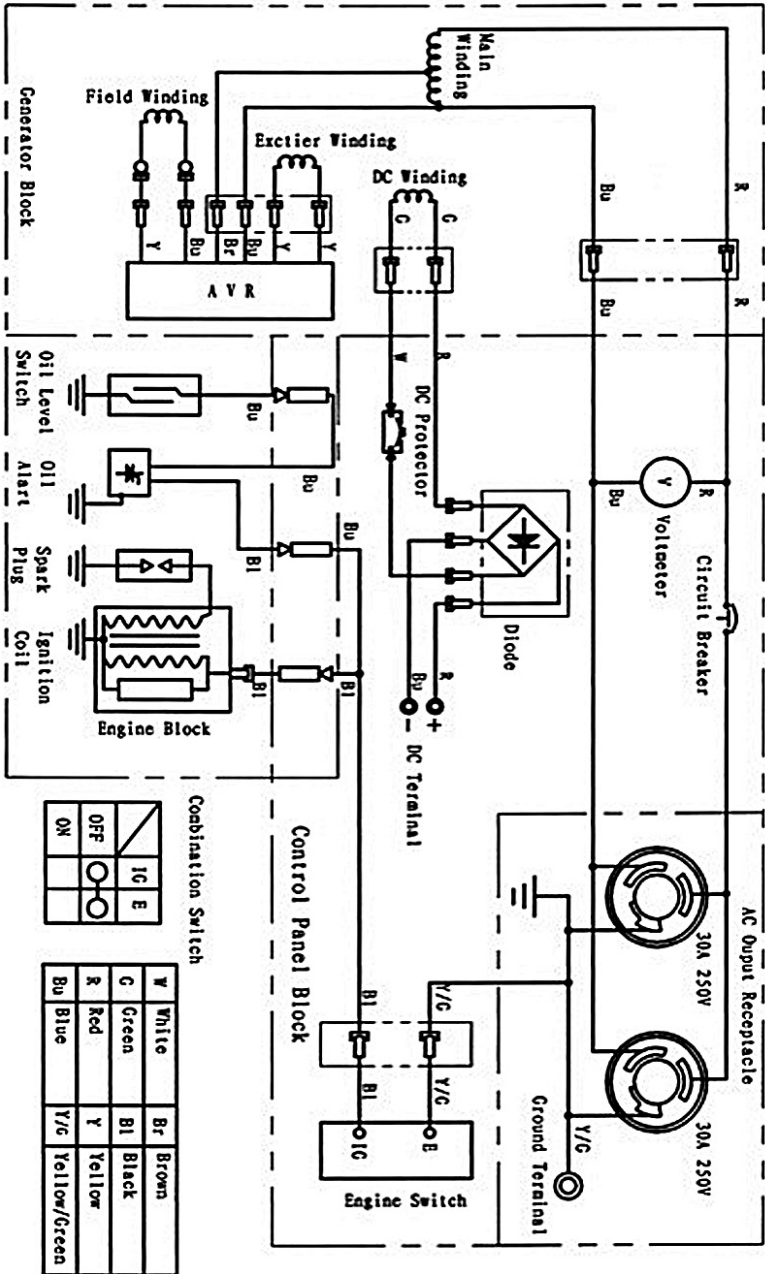 Main
Winding
R
R
Bu
Bu
Field Winding
Exctier Winding
DC Winding
G
G
Y
Bu
Br
Bu
Y
Y
A V R
Generator Block
W
R
DC Protector
Bu
V
R
Voltmeter
Circuit Breaker
Diode
Bu
R
+
-
DC Terminal
Oil Level
Switch
Oil
Alart
Spark
Plug
Ignition
Coil
Bu
Bu
Bu
Bl
Bl
Bl
Engine Block
Control Panel Block
AC Ouput Receptacle
30A 250V
30A 250V
Y/G
Ground Terminal
Y/G
Y/G
Bl
Bl
IG
E
Engine Switch
Combination Switch
IG E
OFF
ON
W White Br Brown
G Green Bl Black
R Red Y Yellow
Bu Blue Y/G Yellow/Green